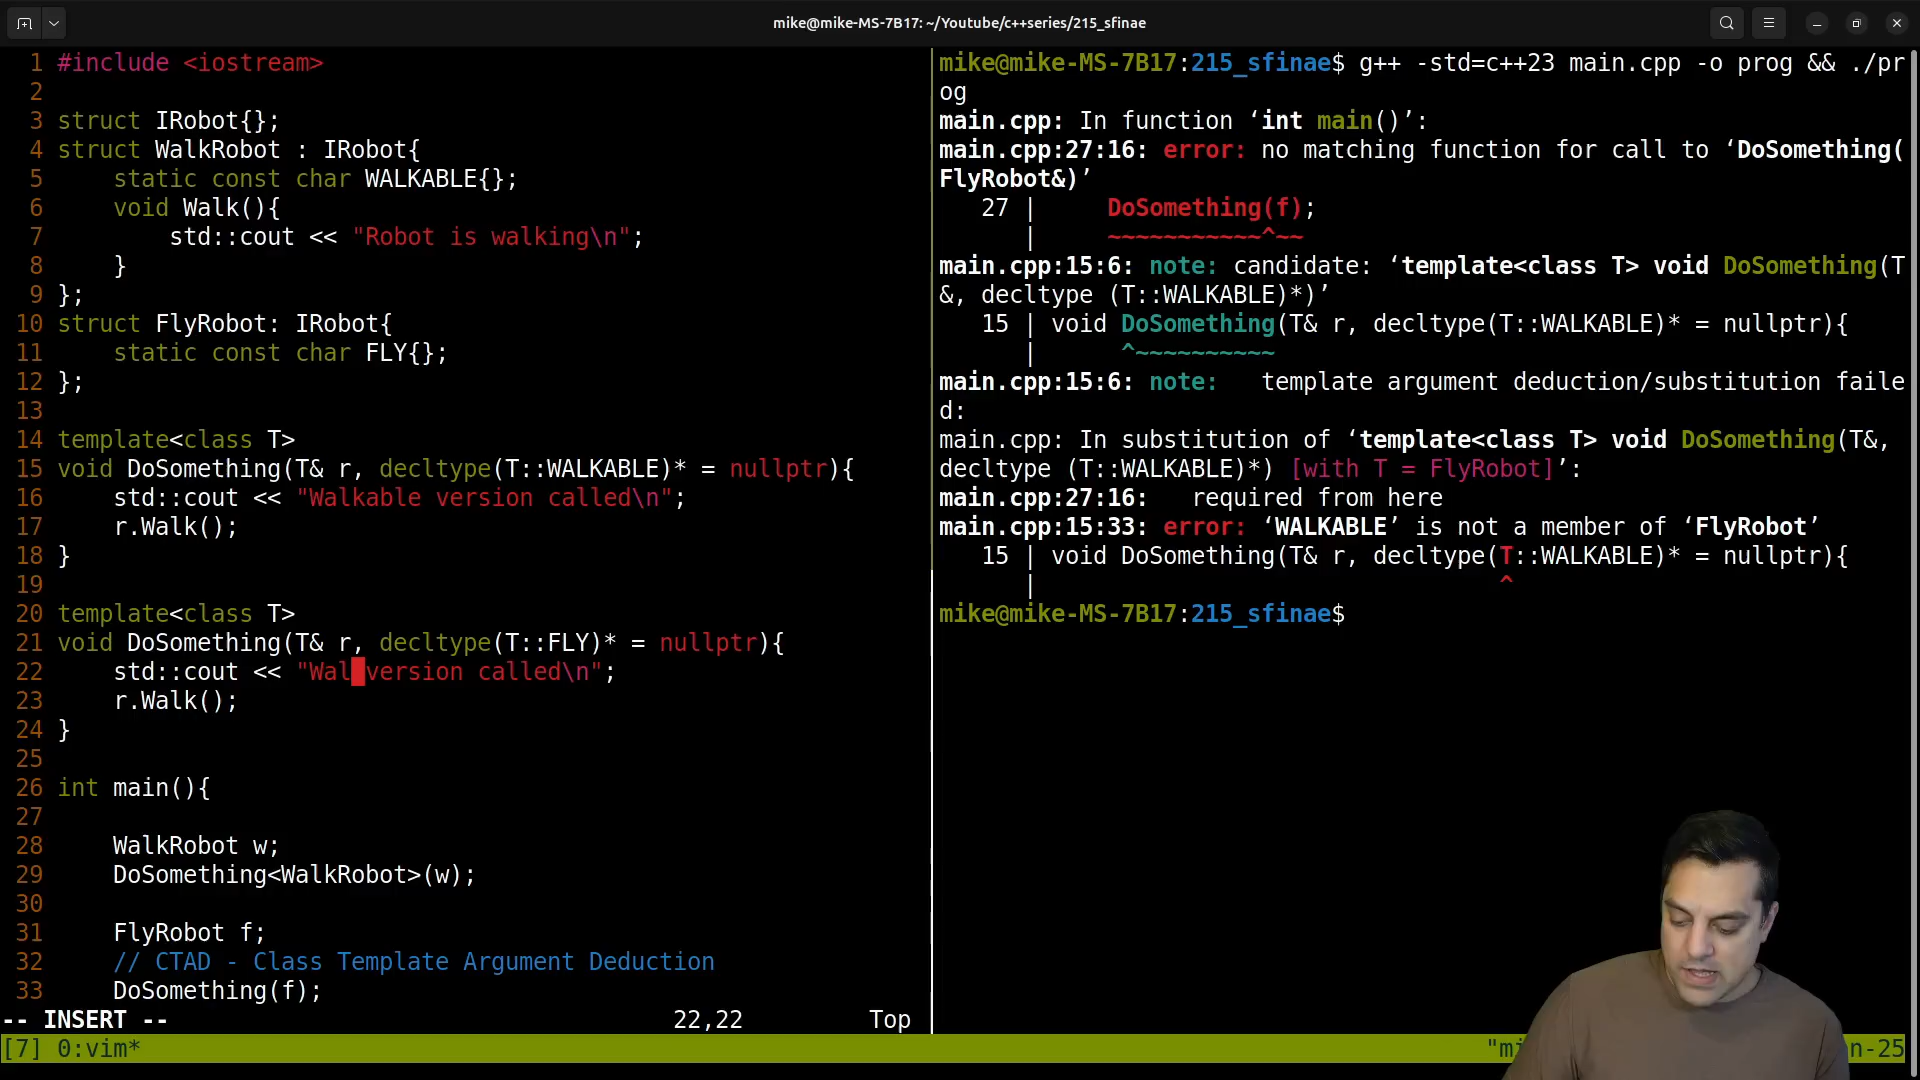 mike@mike-MS-7B17: ~/Youtube/c++series/215_sfinae
1 #include <iostream>
2
3 struct IRobot{};
4 struct WalkRobot : IRobot{
5     static const char WALKABLE{};
6     void Walk(){
7         std::cout << "Robot is walking\n";
8     }
9 };
10 struct FlyRobot: IRobot{
11     static const char FLY{};
12 };
13
14 template<class T>
15 void DoSomething(T& r, decltype(T::WALKABLE)* = nullptr){
16     std::cout << "Walkable version called\n";
17     r.Walk();
18 }
19
20 template<class T>
21 void DoSomething(T& r, decltype(T::FLY)* = nullptr){
22     std::cout << "Wal version called\n";
23     r.Walk();
24 }
25
26 int main(){
27
28     WalkRobot w;
29     DoSomething<WalkRobot>(w);
30
31     FlyRobot f;
32     // CTAD - Class Template Argument Deduction
33     DoSomething(f);
-- INSERT -- 22,22 Top
mike@mike-MS-7B17:215_sfinae$ g++ -std=c++23 main.cpp -o prog && ./pr
og
main.cpp: In function ‘int main()’:
main.cpp:27:16: error: no matching function for call to ‘DoSomething(
FlyRobot&)’
27 |     DoSomething(f);
|     ~~~~~~~~~~~^~~
main.cpp:15:6: note: candidate: ‘template<class T> void DoSomething(T
&, decltype (T::WALKABLE)*)’
15 | void DoSomething(T& r, decltype(T::WALKABLE)* = nullptr){
|      ^~~~~~~~~~~
main.cpp:15:6: note:   template argument deduction/substitution faile
d:
main.cpp: In substitution of ‘template<class T> void DoSomething(T&,
decltype (T::WALKABLE)*) [with T = FlyRobot]’:
main.cpp:27:16:   required from here
main.cpp:15:33: error: ‘WALKABLE’ is not a member of ‘FlyRobot’
15 | void DoSomething(T& r, decltype(T::WALKABLE)* = nullptr){
|                                 ^
mike@mike-MS-7B17:215_sfinae$
[7] 0:vim*